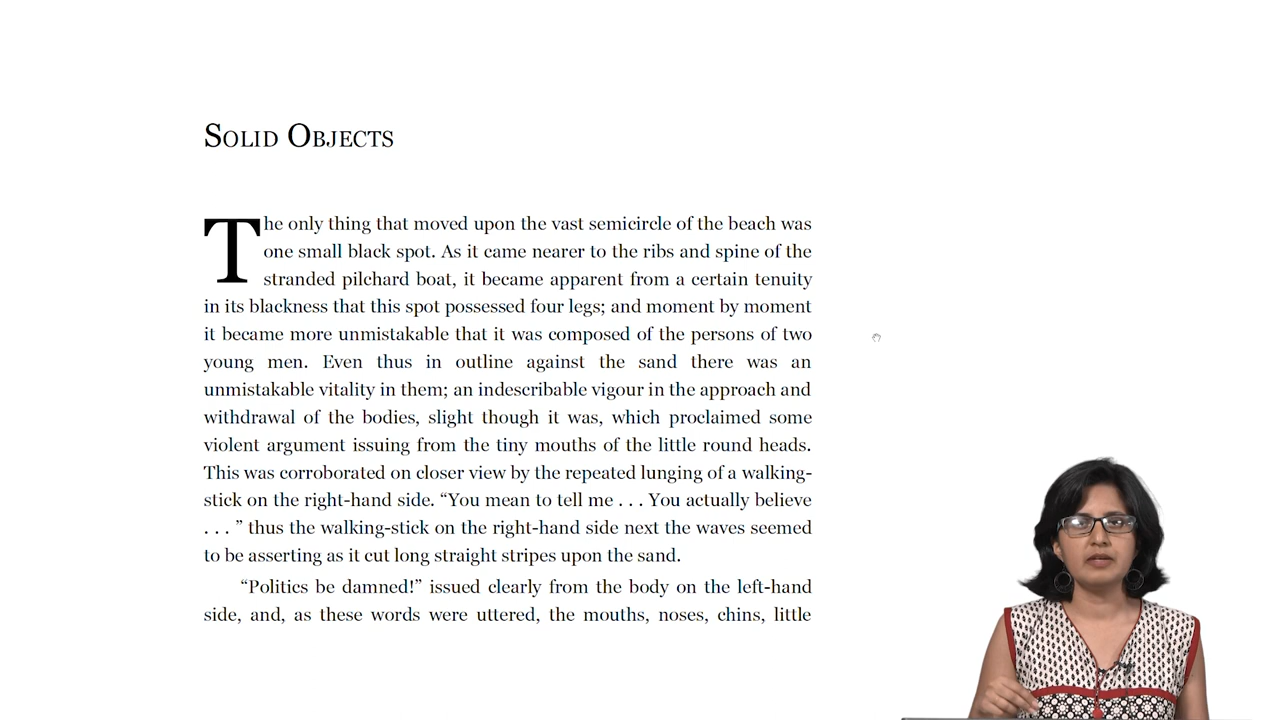 SOLID OBJECTS
The only thing that moved upon the vast semicircle of the beach was
one small black spot. As it came nearer to the ribs and spine of the
stranded pilchard boat, it became apparent from a certain tenuity
in its blackness that this spot possessed four legs; and moment by moment
it became more unmistakable that it was composed of the persons of two
young men. Even thus in outline against the sand there was an
unmistakable vitality in them; an indescribable vigour in the approach and
withdrawal of the bodies, slight though it was, which proclaimed some
violent argument issuing from the tiny mouths of the little round heads.
This was corroborated on closer view by the repeated lunging of a walking-
stick on the right-hand side. “You mean to tell me . . . You actually believe
. . . ” thus the walking-stick on the right-hand side next the waves seemed
to be asserting as it cut long straight stripes upon the sand.
“Politics be damned!” issued clearly from the body on the left-hand
side, and, as these words were uttered, the mouths, noses, chins, little